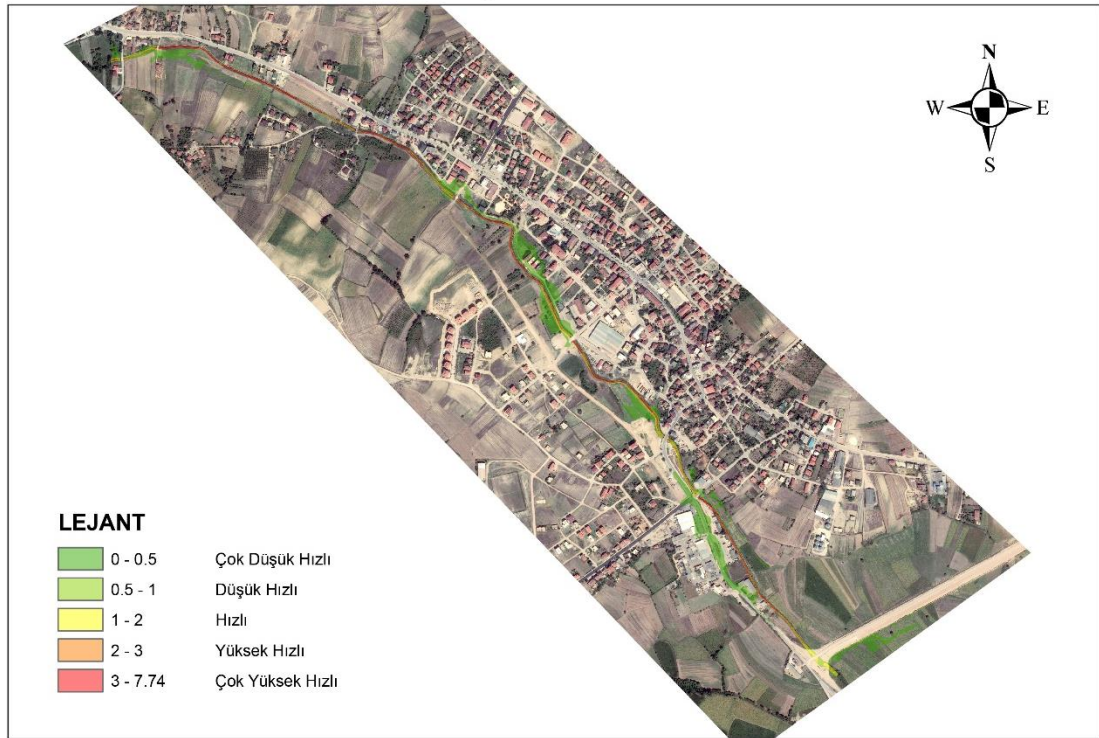 N
W E
S
LEJANT
0 - 0.5 Çok Düşük Hızlı
0.5 - 1 Düşük Hızlı
1 - 2 Hızlı
2 - 3 Yüksek Hızlı
3 - 7.74 Çok Yüksek Hızlı